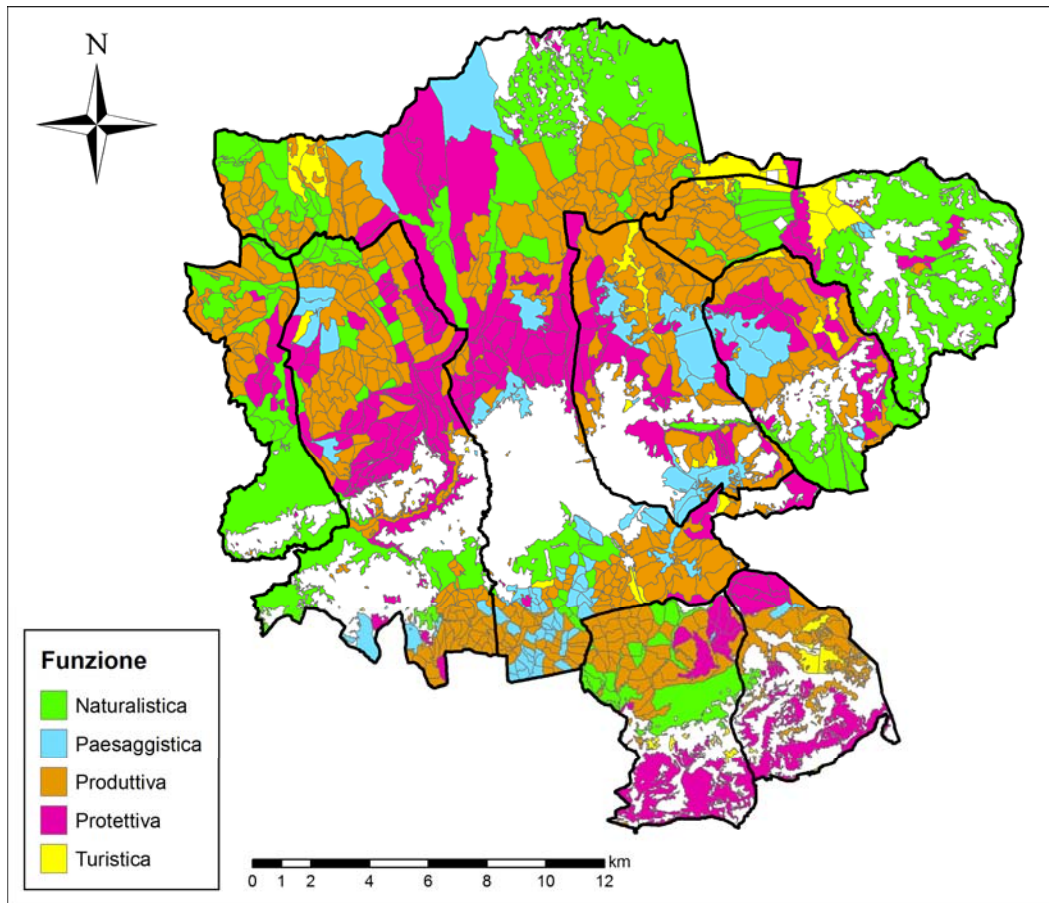 N
Funzione
Naturalistica
Paesaggistica
Produttiva
Protettiva
Turistica
km
0 1 2 4 6 8 10 12